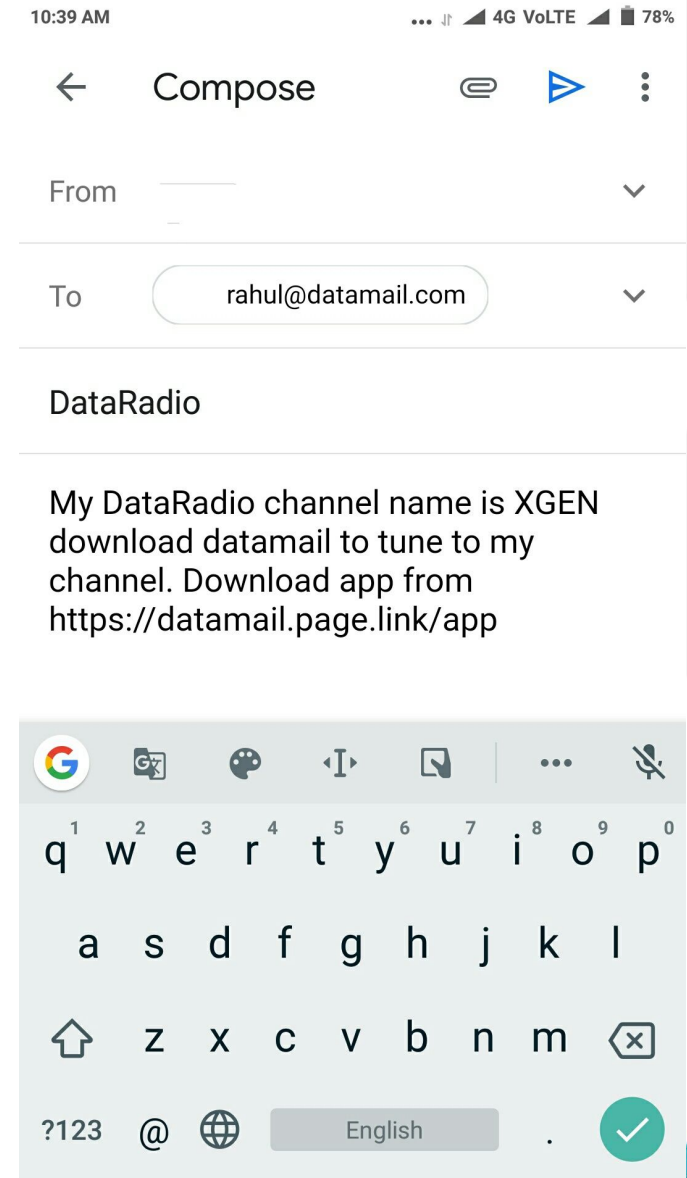 10:39 AM ... 4G VoLTE 78%
Compose
From
To rahul@datamail.com
DataRadio
My DataRadio channel name is XGEN
download datamail to tune to my
channel. Download app from
https://datamail.page.link/app
G G文 ...
1 2 3 4 5 6 7 8 9 0
q w e r t y u i o p
a s d f g h j k l
z x c v b n m
?123 @ English .